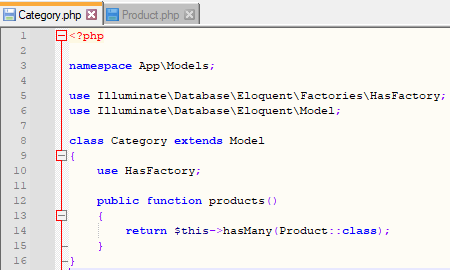 Category.php Product.php
1 <?php
2
3 namespace App\Models;
4
5 use Illuminate\Database\Eloquent\Factories\HasFactory;
6 use Illuminate\Database\Eloquent\Model;
7
8 class Category extends Model
9 {
10 use HasFactory;
11
12 public function products()
13 {
14 return $this->hasMany(Product::class);
15 }
16 }